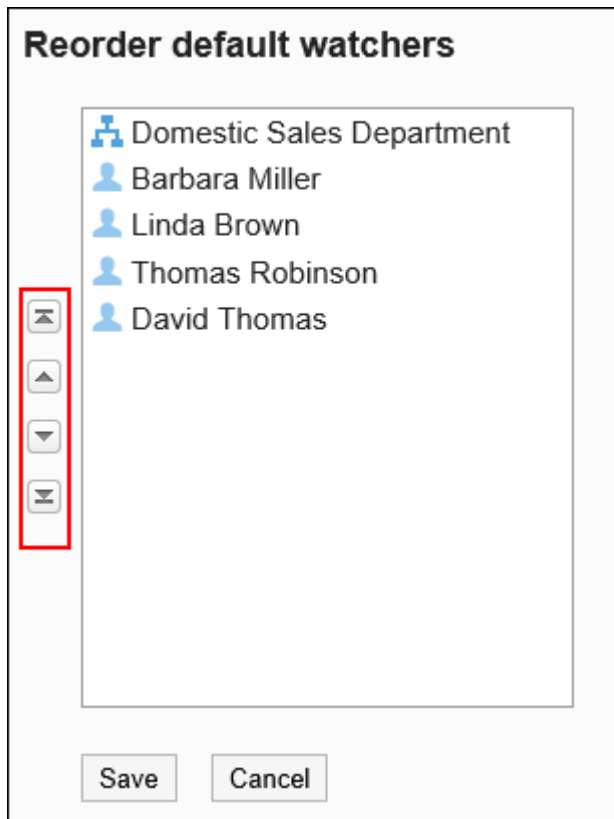 Reorder default watchers
Domestic Sales Department
Barbara Miller
Linda Brown
Thomas Robinson
David Thomas
Save Cancel